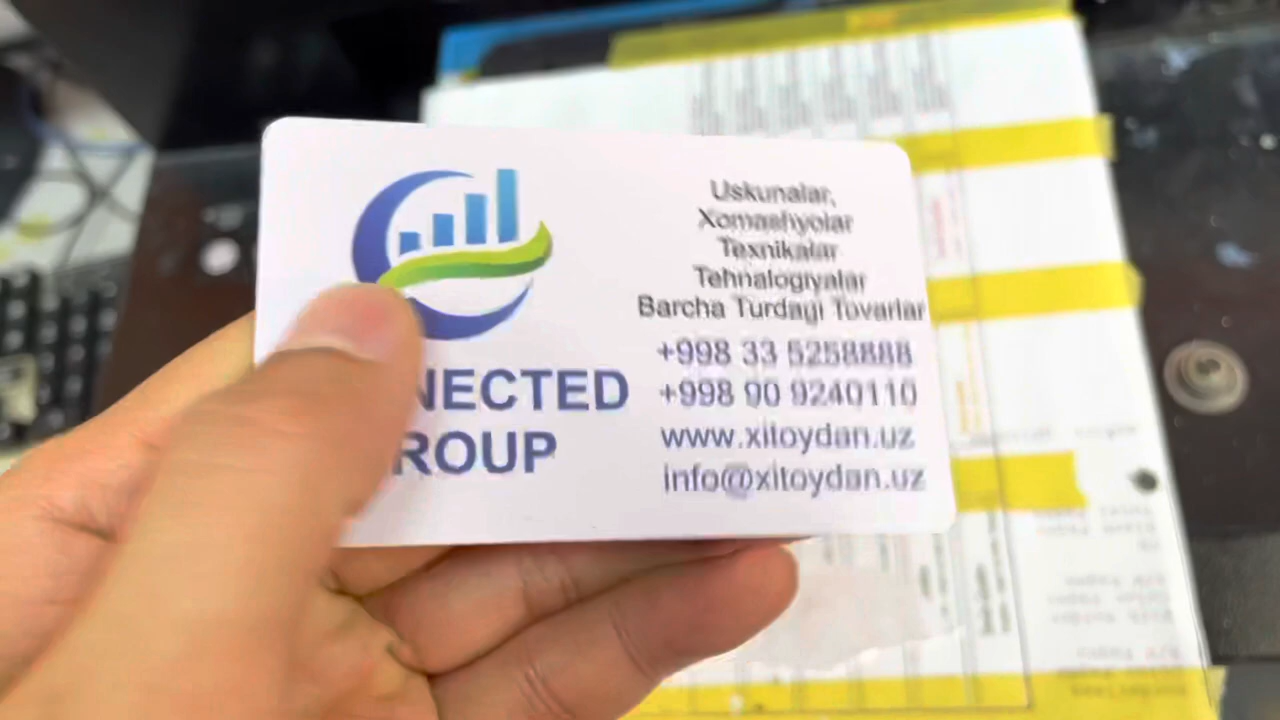 NNECTED
ROUP
Uskunalar,
Xomashyolar
Texnikalar
Tehnalogiyalar
Barcha Turdagi Tovarlar
+998 33 5258888
+998 90 9240110
www.xitoydan.uz
info@xitoydan.uz